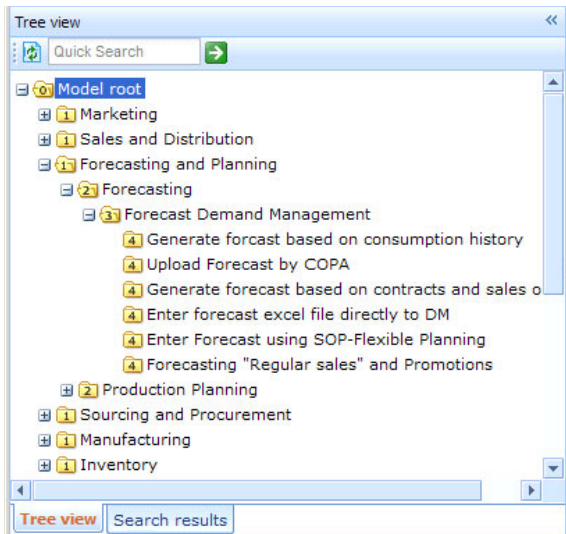 Tree view
Quick Search
0 Model root
1 Marketing
1 Sales and Distribution
1 Forecasting and Planning
2 Forecasting
3 Forecast Demand Management
4 Generate forcast based on consumption history
4 Upload Forecast by COPA
4 Generate forecast based on contracts and sales o
4 Enter forecast excel file directly to DM
4 Enter Forecast using SOP-Flexible Planning
4 Forecasting "Regular sales" and Promotions
2 Production Planning
1 Sourcing and Procurement
1 Manufacturing
1 Inventory
Tree view Search results